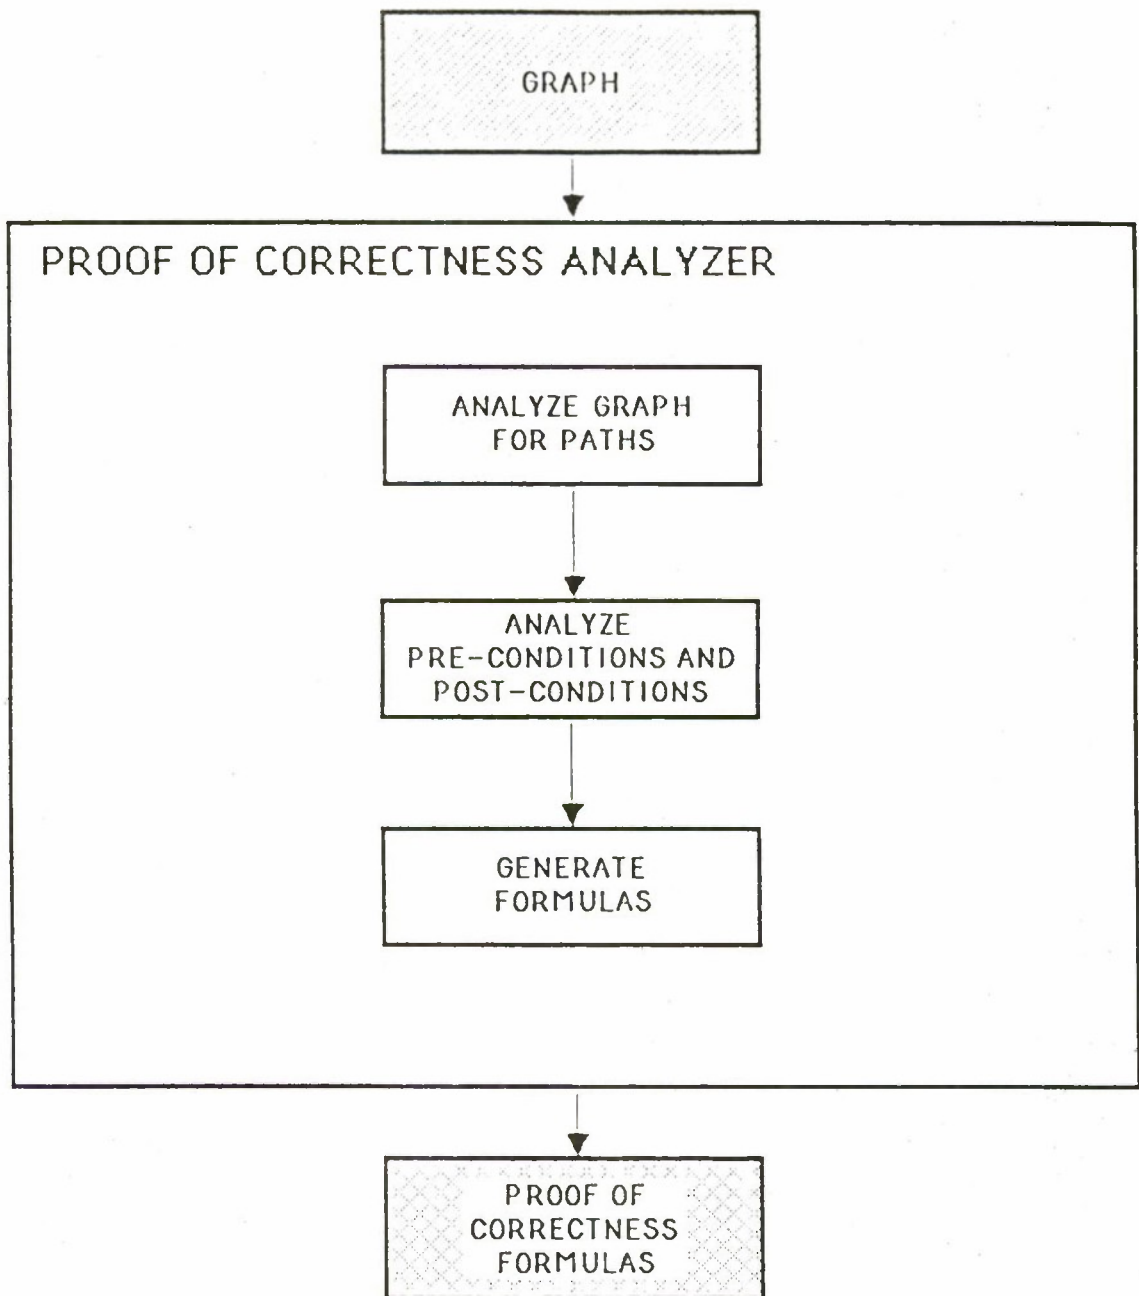 GRAPH
PROOF OF CORRECTNESS ANALYZER
ANALYZE GRAPH
FOR PATHS
ANALYZE
PRE-CONDITIONS AND
POST-CONDITIONS
GENERATE
FORMULAS
PROOF OF
CORRECTNESS
FORMULAS